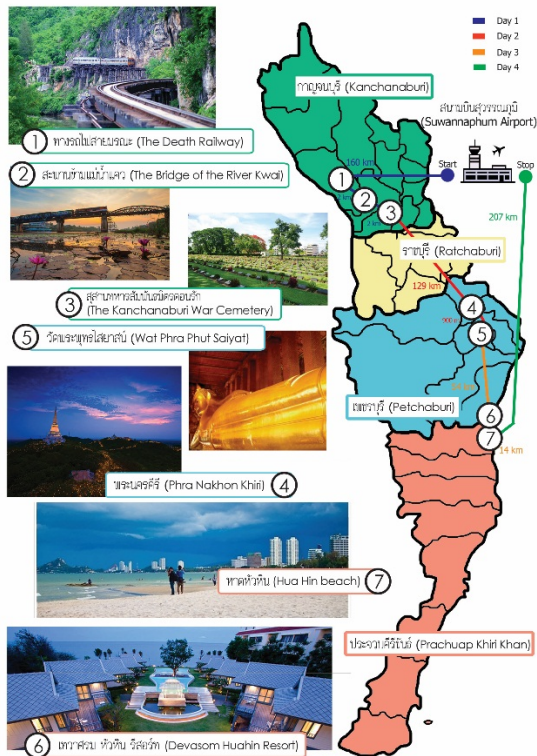 Day 1
Day 2
Day 3
Day 4
กาญจนบุรี (Kanchanaburi)
สนามบินสุวรรณภูมิ
(Suwannaphum Airport)
① ทางรถไฟสายมรณะ (The Death Railway)
② สะพานข้ามแม่น้ำแคว (The Bridge of the River Kwai)
160 km
Start
Stop
1
2
3
207 km
ราชบุรี (Ratchaburi)
129 km
③ สุสานทหารสัมพันธมิตรดอนรัก
(The Kanchanaburi War Cemetery)
⑤ วัดพระพุทธไสยาสน์ (Wat Phra Phut Saiyat)
4
5
เพชรบุรี (Petchaburi)
6
7
14 km
พระนครคีรี (Phra Nakhon Khiri) ④
หาดหัวหิน (Hua Hin beach) ⑦
ประจวบคีรีขันธ์ (Prachuap Khiri Khan)
⑥ เทวาศรม หัวหิน รีสอร์ท (Devasom Huahin Resort)